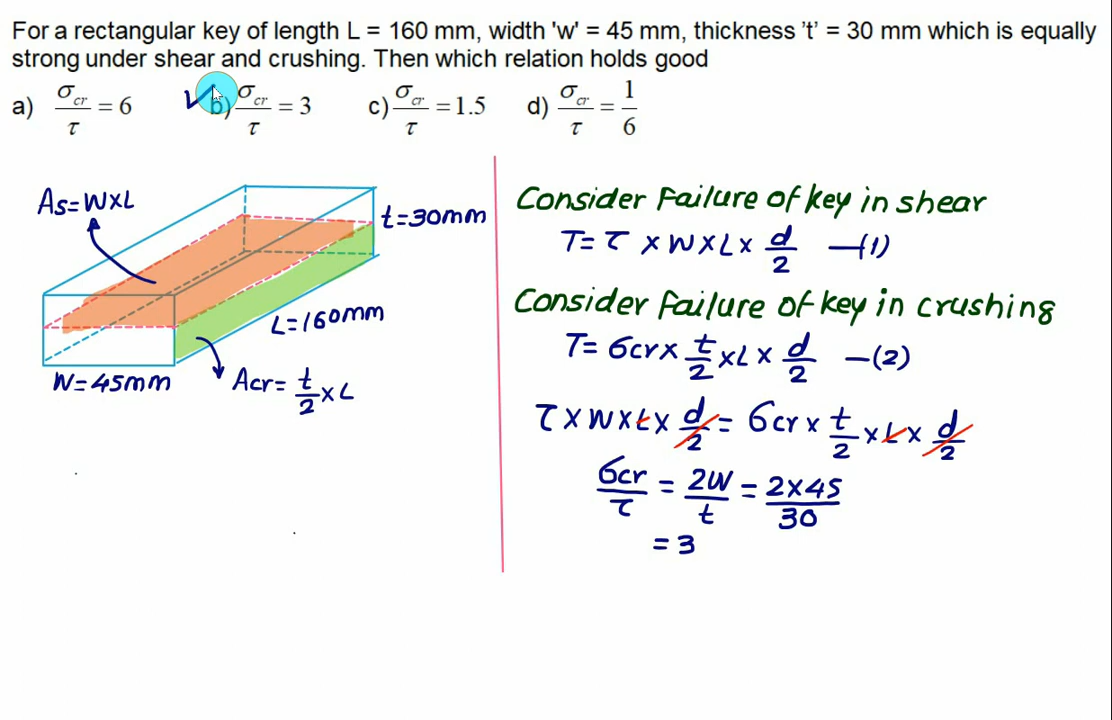 For a rectangular key of length L = 160 mm, width 'w' = 45 mm, thickness 't' = 30 mm which is equally
strong under shear and crushing. Then which relation holds good
a) σcr/τ = 6 b) σcr/τ = 3 c) σcr/τ = 1.5 d) σcr/τ = 1/6
As=W×L
t=30mm
L=160mm
W=45mm
Acr= t/2 ×L
Consider Failure of key in shear
T= τ × W×L× d/2 —(1)
Consider Failure of key in crushing
T= σcr× t/2 ×L × d/2 —(2)
τ×W×L× d/2 = σcr × t/2 ×L× d/2
σcr/τ = 2W/t = 2×45/30
= 3